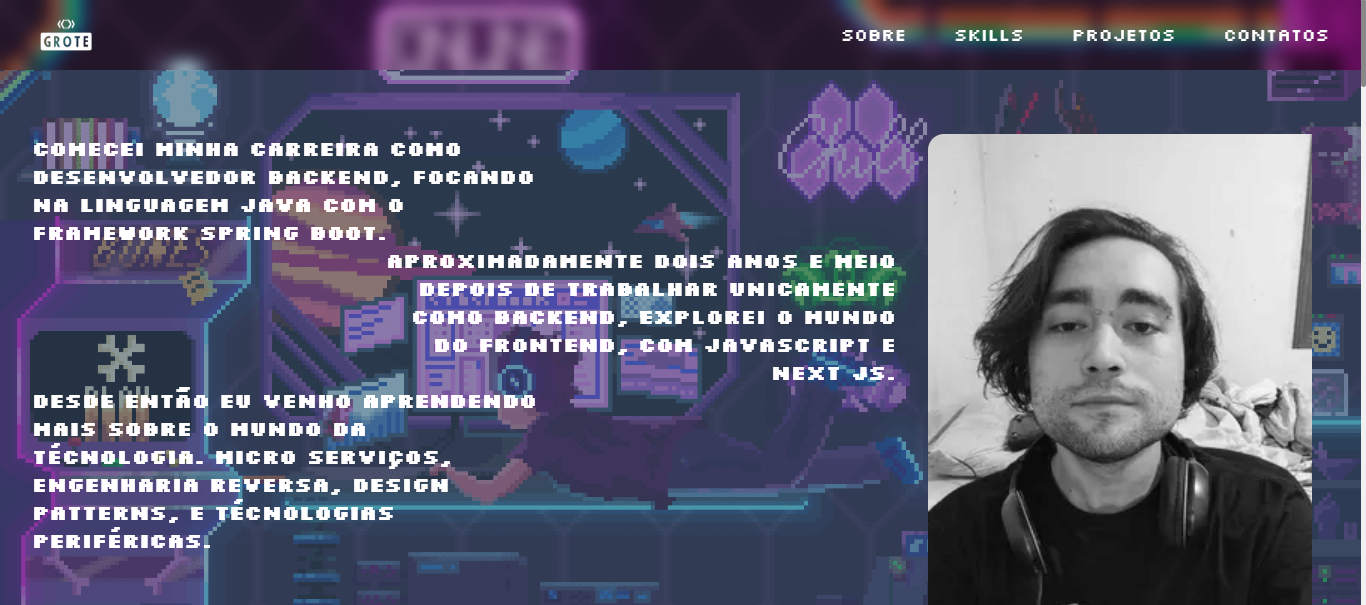 GROTE
SOBRE SKILLS PROJETOS CONTATOS
COMECEI MINHA CARREIRA COMO
DESENVOLVEDOR BACKEND, FOCANDO
NA LINGUAGEM JAVA COM O
FRAMEWORK SPRING BOOT.
APROXIMADAMENTE DOIS ANOS E MEIO
DEPOIS DE TRABALHAR UNICAMENTE
COMO BACKEND, EXPLOREI O MUNDO
DO FRONTEND, COM JAVASCRIPT E
NEXT JS.
DESDE ENTÃO EU VENHO APRENDENDO
MAIS SOBRE O MUNDO DA
TÉCNOLOGIA. MICRO SERVIÇOS,
ENGENHARIA REVERSA, DESIGN
PATTERNS, E TÉCNOLOGIAS
PERIFÉRICAS.